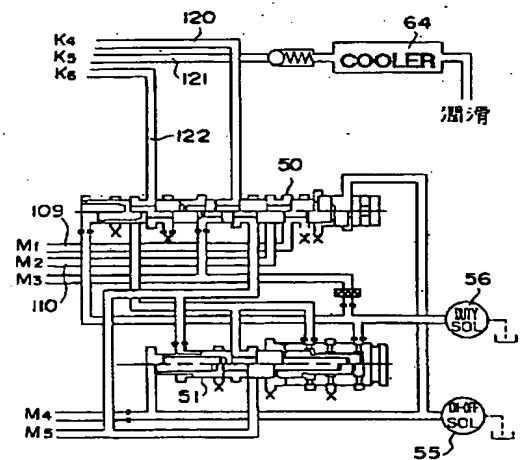 120
64
K4
K5
COOLER
K6
121
122
潤滑
50
109
M1
M2
M3
110
56
DUTY
SOL
51
M4
M5
ON-OFF
SOL
55